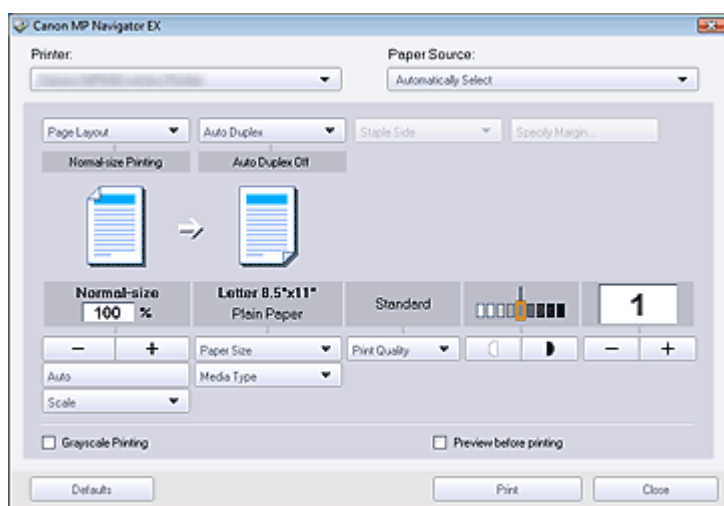 Canon MP Navigator EX
Printer:
Paper Source:
Automatically Select
Page Layout
Auto Duplex
Staple Side...
Specify Margin...
Normal-size Printing
Auto Duplex Off
Normal-size
100 %
Letter 8.5"x11"
Plain Paper
Standard
1
− +
Paper Size
Print Quality
− +
Auto
Media Type
Scale
Grayscale Printing
Preview before printing
Defaults
Print
Close